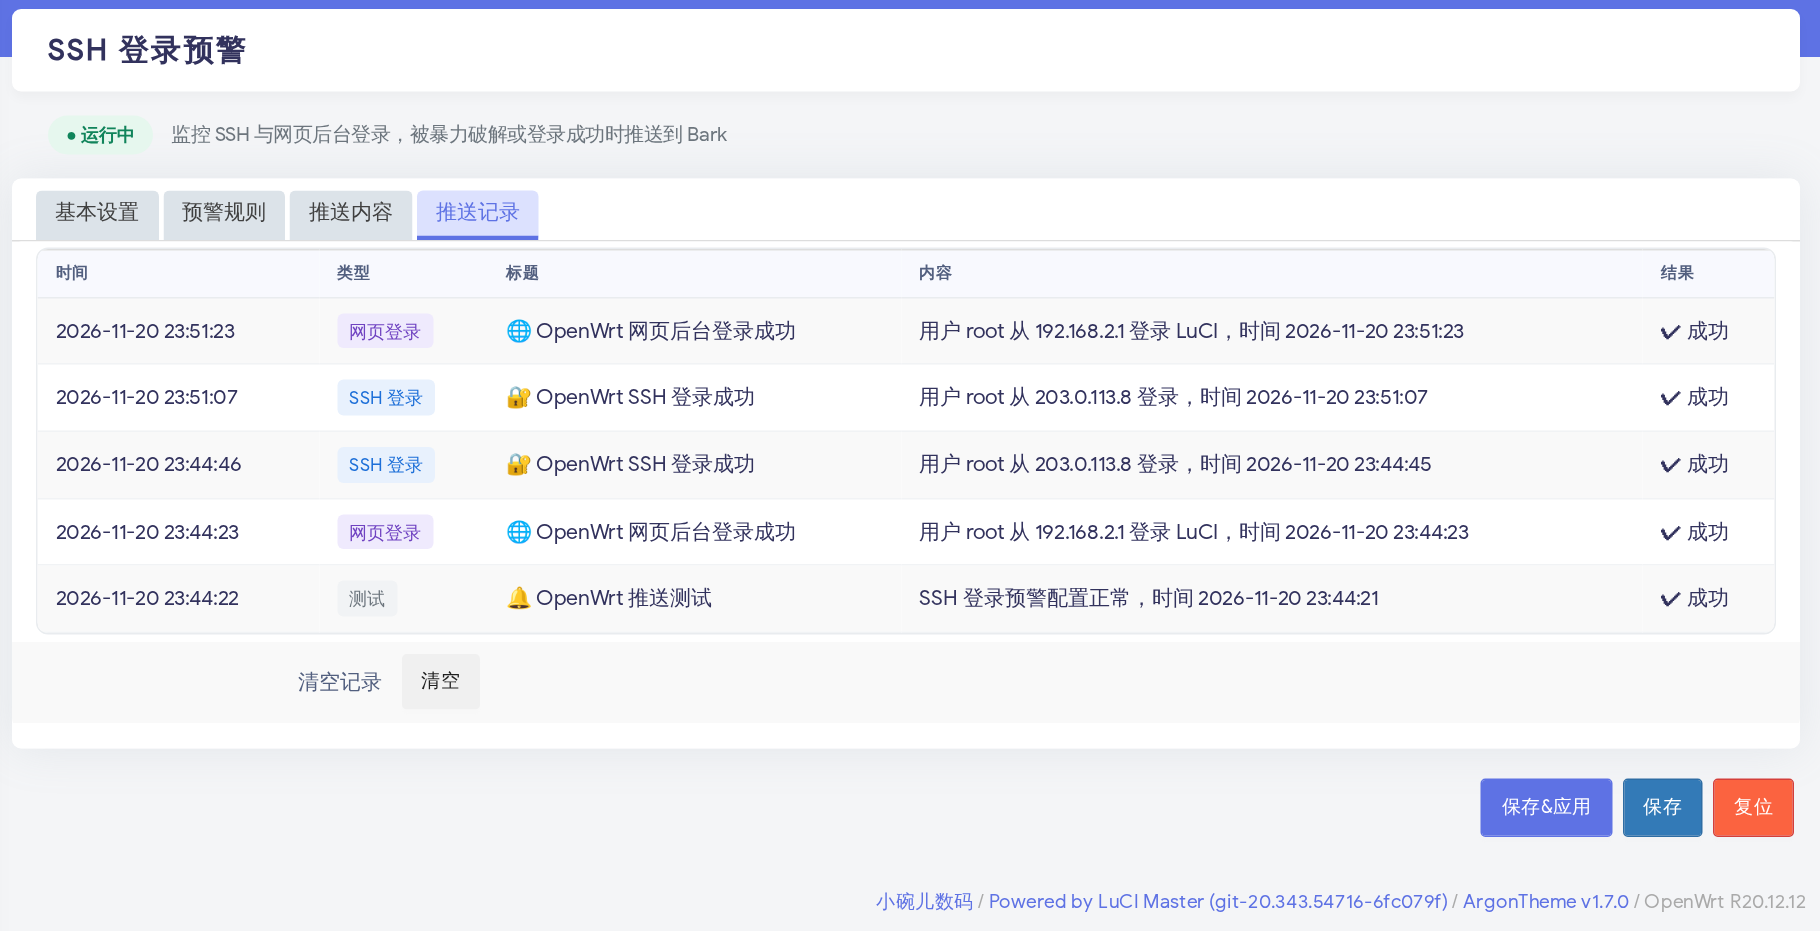 SSH 登录预警
● 运行中 监控 SSH 与网页后台登录，被暴力破解或登录成功时推送到 Bark
基本设置 预警规则 推送内容 推送记录
时间 类型 标题 内容 结果
2026-11-20 23:51:23 网页登录 🌐 OpenWrt 网页后台登录成功 用户 root 从 192.168.2.1 登录 LuCI，时间 2026-11-20 23:51:23 ✔ 成功
2026-11-20 23:51:07 SSH 登录 🔐 OpenWrt SSH 登录成功 用户 root 从 203.0.113.8 登录，时间 2026-11-20 23:51:07 ✔ 成功
2026-11-20 23:44:46 SSH 登录 🔐 OpenWrt SSH 登录成功 用户 root 从 203.0.113.8 登录，时间 2026-11-20 23:44:45 ✔ 成功
2026-11-20 23:44:23 网页登录 🌐 OpenWrt 网页后台登录成功 用户 root 从 192.168.2.1 登录 LuCI，时间 2026-11-20 23:44:23 ✔ 成功
2026-11-20 23:44:22 测试 🔔 OpenWrt 推送测试 SSH 登录预警配置正常，时间 2026-11-20 23:44:21 ✔ 成功
清空记录 清空
保存&应用 保存 复位
小碗儿数码 / Powered by LuCI Master (git-20.343.54716-6fc079f) / ArgonTheme v1.7.0 / OpenWrt R20.12.12